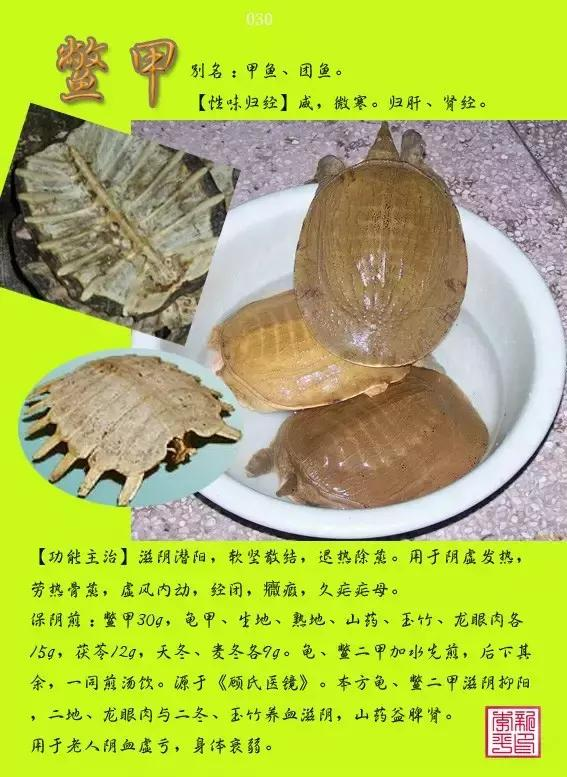 030
鳖甲
别名：甲鱼、团鱼。
【性味归经】咸，微寒。归肝、肾经。
【功能主治】滋阴潜阳，软坚散结，退热除蒸。用于阴虚发热，
劳热骨蒸，虚风内动，经闭，癥瘕，久疟疟母。
保阴煎：鳖甲30g，龟甲、生地、熟地、山药、玉竹、龙眼肉各
15g，茯苓12g，天冬、麦冬各9g。龟、鳖二甲加水先煎，后下其
余，一同煎汤饮。源于《顾氏医镜》。本方龟、鳖二甲滋阴抑阳
，二地、龙眼肉与二冬、玉竹养血滋阴，山药益脾肾。
用于老人阴血虚亏，身体衰弱。